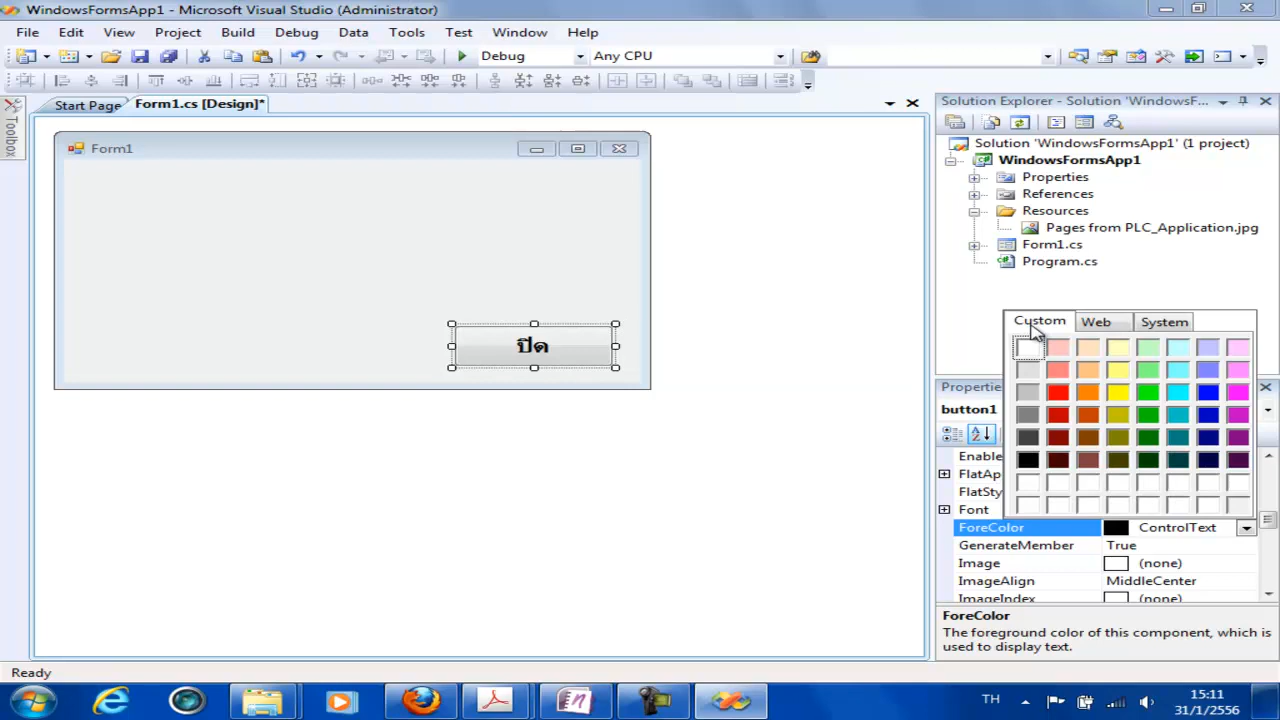 WindowsFormsApp1 - Microsoft Visual Studio (Administrator)
File Edit View Project Build Debug Data Tools Test Window Help
Debug Any CPU
Toolbox
Start Page Form1.cs [Design]*
Form1
ปิด
Solution Explorer - Solution 'WindowsF...
Solution 'WindowsFormsApp1' (1 project)
WindowsFormsApp1
Properties
References
Resources
Pages from PLC_Application.jpg
Form1.cs
Program.cs
Custom Web System
Properti
button1
Enable
FlatAp
FlatSty
Font
ForeColor ControlText
GenerateMember True
Image (none)
ImageAlign MiddleCenter
ImageIndex (none)
ForeColor
The foreground color of this component, which is
used to display text.
Ready
TH 15:11
31/1/2556